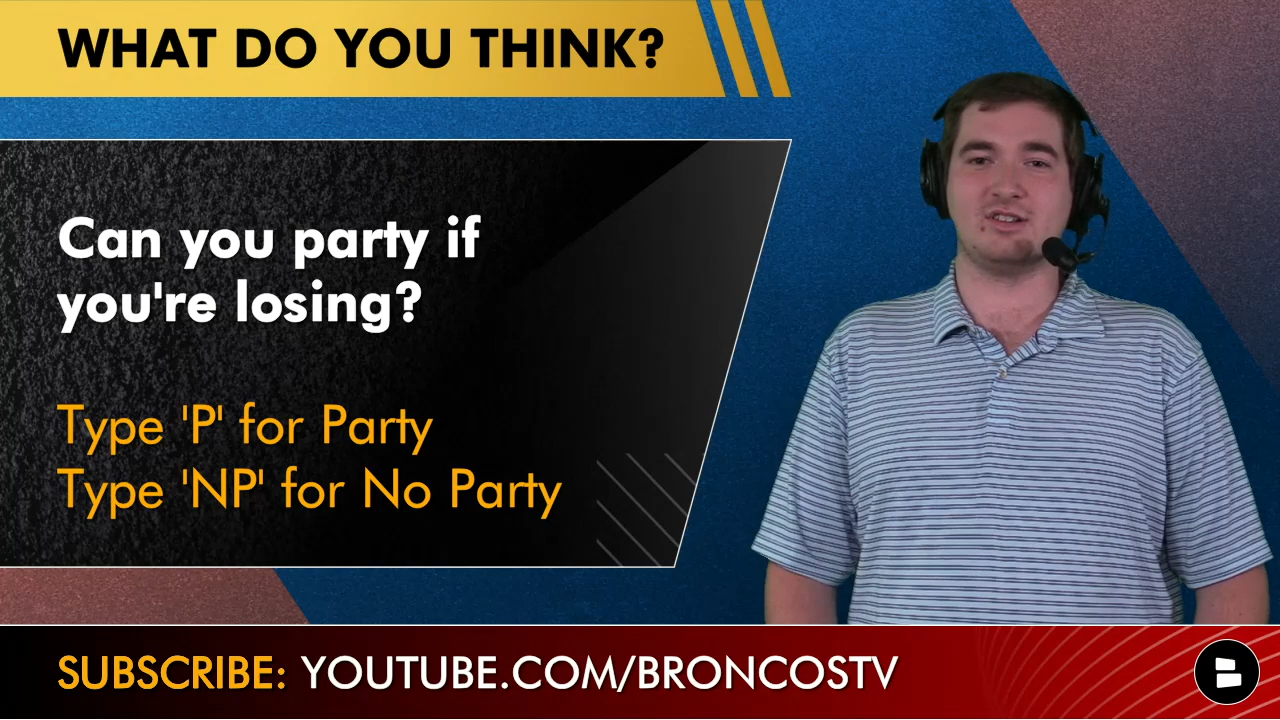 WHAT DO YOU THINK?
Can you party if
you're losing?
Type 'P' for Party
Type 'NP' for No Party
SUBSCRIBE: YOUTUBE.COM/BRONCOSTV